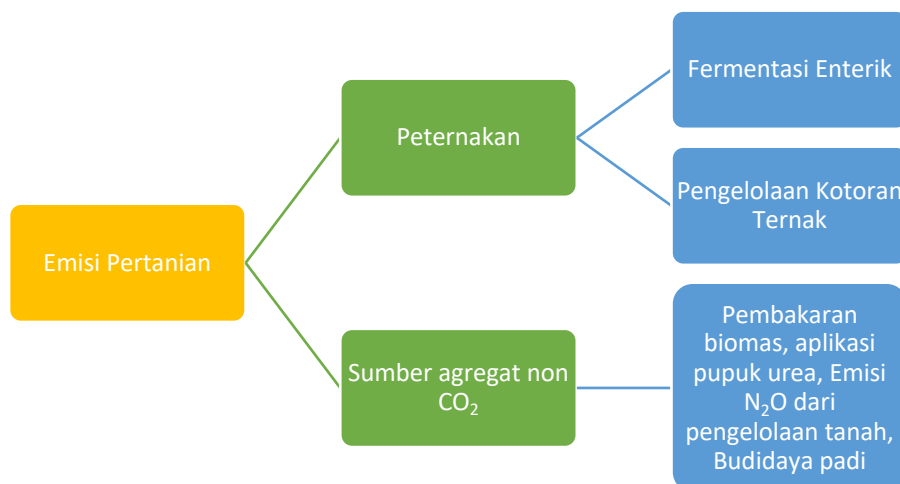 Emisi Pertanian
Peternakan
Fermentasi Enterik
Pengelolaan Kotoran
Ternak
Sumber agregat non
CO₂
Pembakaran
biomas, aplikasi
pupuk urea, Emisi
N₂O dari
pengelolaan tanah,
Budidaya padi